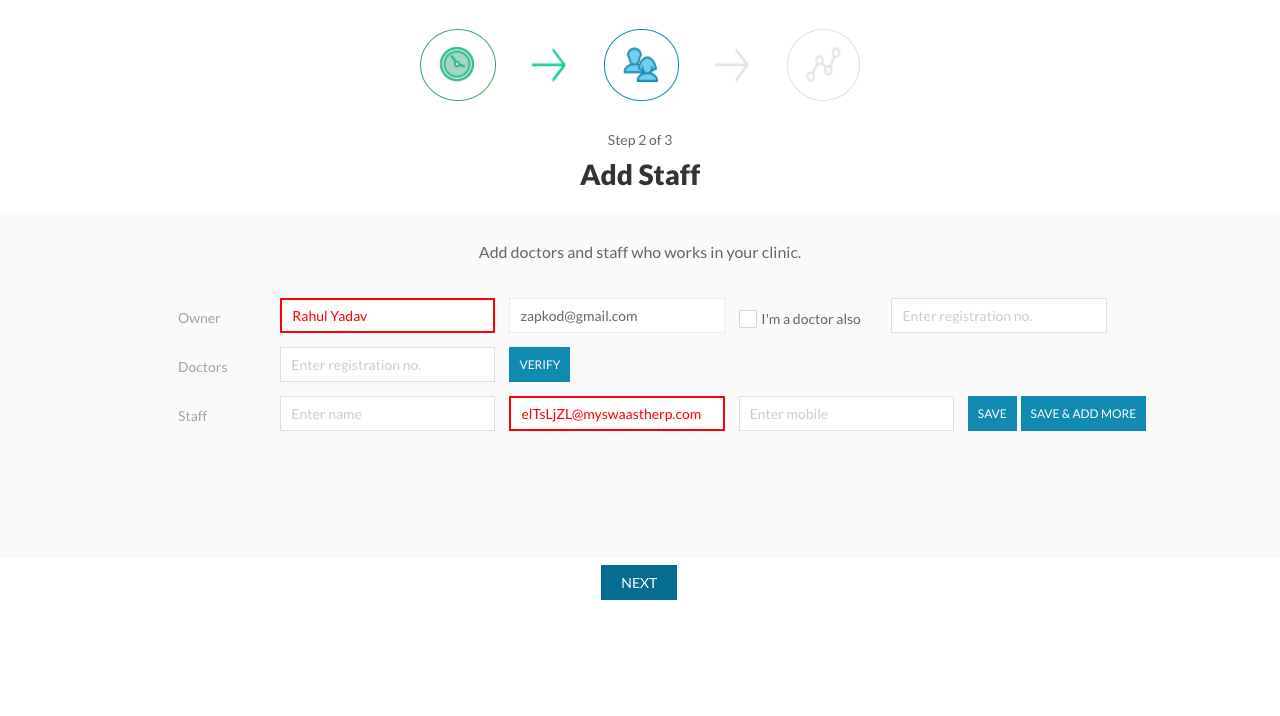 Step 2 of 3
Add Staff
Add doctors and staff who works in your clinic.
Owner Rahul Yadav zapkod@gmail.com I'm a doctor also Enter registration no.
Doctors Enter registration no. VERIFY
Staff Enter name elTsLjZL@myswaastherp.com Enter mobile SAVE SAVE & ADD MORE
NEXT